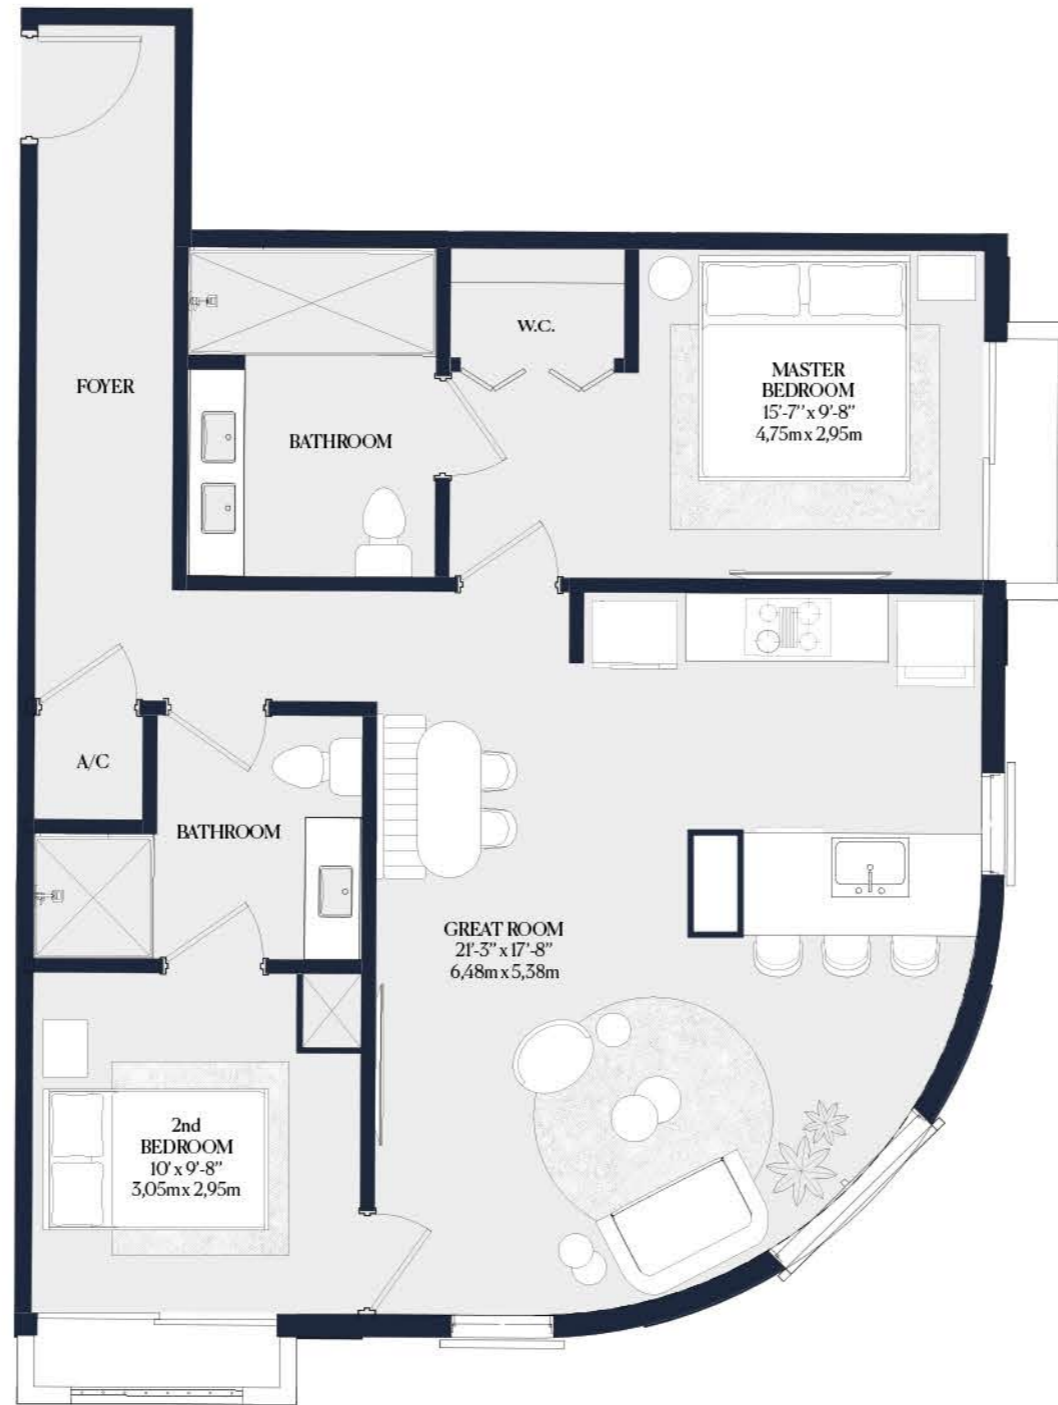 FOYER
W.C.
MASTER
BEDROOM
15'-7'' x 9'-8"
4,75m x 2,95m
BATHROOM
A/C
BATHROOM
GREAT ROOM
21'-3" x 17'-8"
6,48m x 5,38m
2nd
BEDROOM
10' x 9'-8"
3,05m x 2,95m